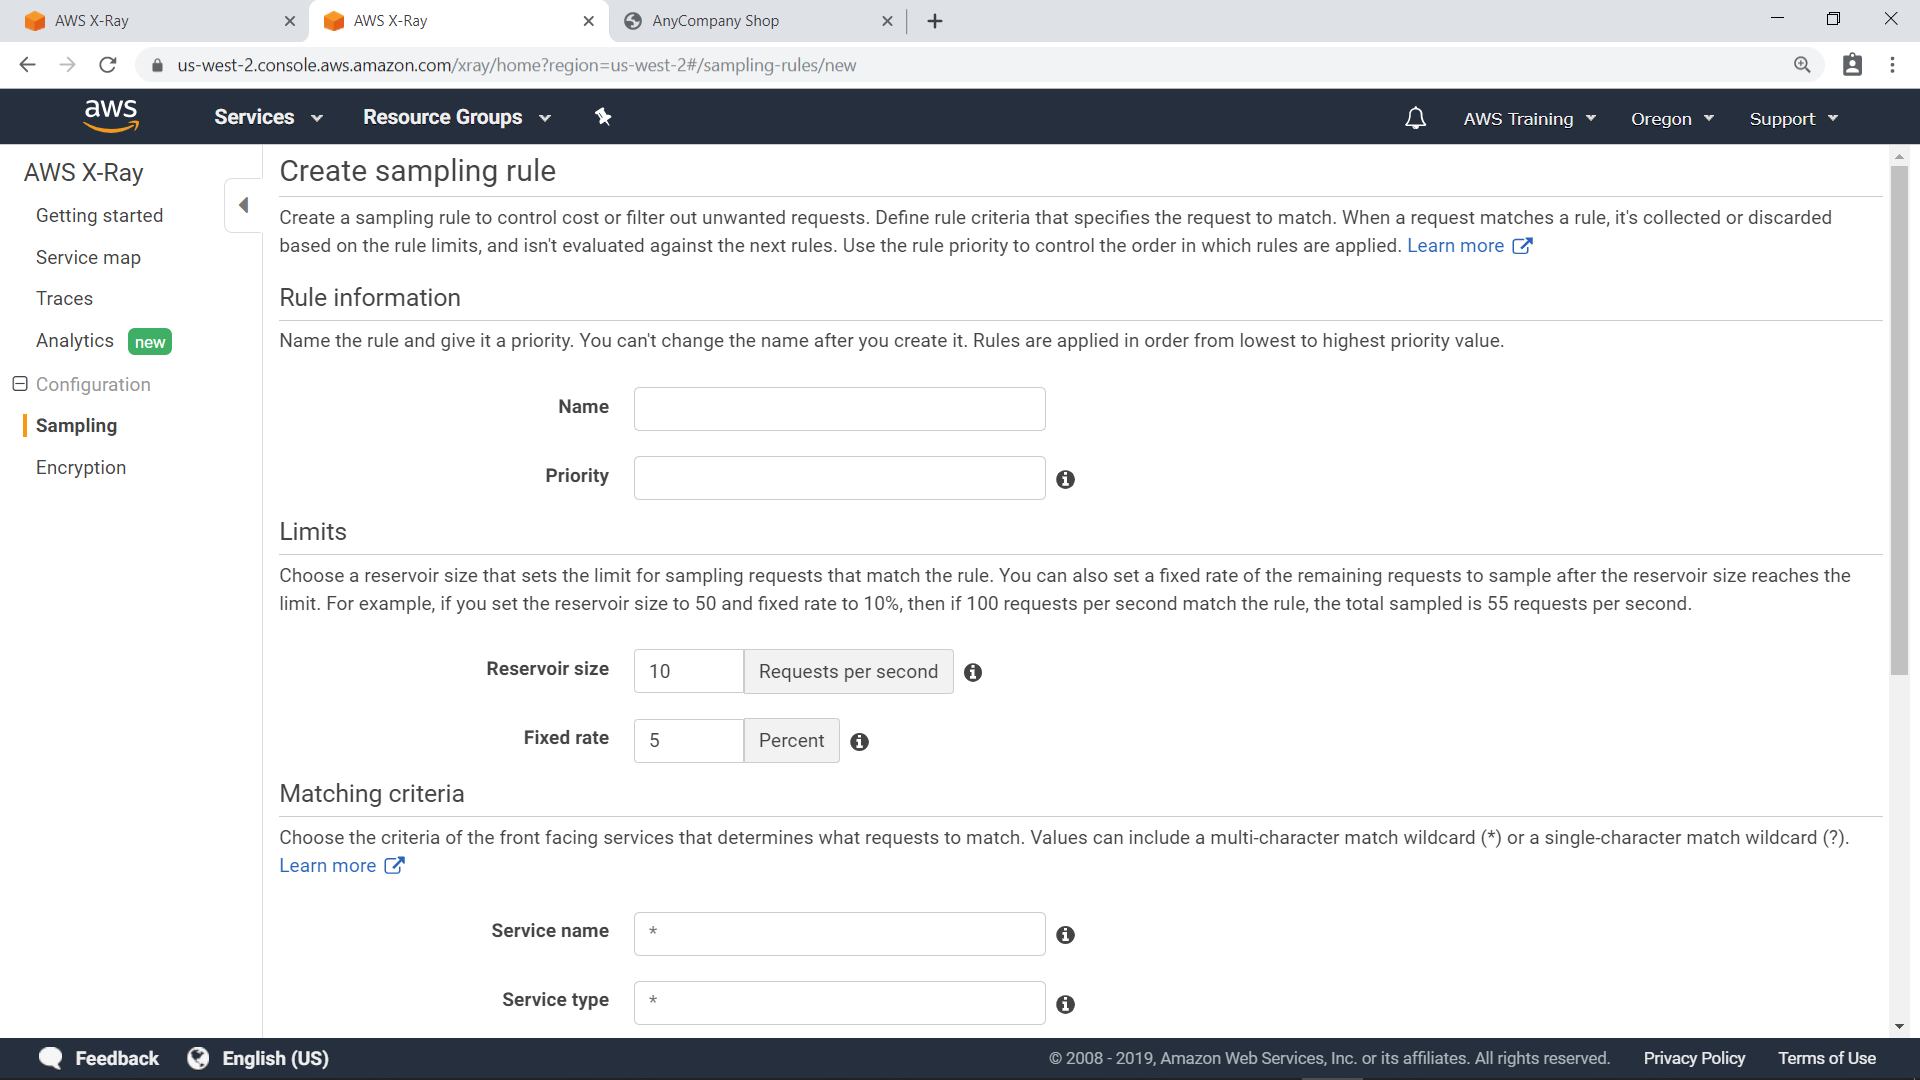 AWS X-Ray
AWS X-Ray
AnyCompany Shop
us-west-2.console.aws.amazon.com/xray/home?region=us-west-2#/sampling-rules/new
aws
Services
Resource Groups
AWS Training
Oregon
Support
AWS X-Ray
Getting started
Service map
Traces
Analytics new
Configuration
Sampling
Encryption
Create sampling rule
Create a sampling rule to control cost or filter out unwanted requests. Define rule criteria that specifies the request to match. When a request matches a rule, it's collected or discarded
based on the rule limits, and isn't evaluated against the next rules. Use the rule priority to control the order in which rules are applied. Learn more
Rule information
Name the rule and give it a priority. You can't change the name after you create it. Rules are applied in order from lowest to highest priority value.
Name
Priority
Limits
Choose a reservoir size that sets the limit for sampling requests that match the rule. You can also set a fixed rate of the remaining requests to sample after the reservoir size reaches the
limit. For example, if you set the reservoir size to 50 and fixed rate to 10%, then if 100 requests per second match the rule, the total sampled is 55 requests per second.
Reservoir size 10 Requests per second
Fixed rate 5 Percent
Matching criteria
Choose the criteria of the front facing services that determines what requests to match. Values can include a multi-character match wildcard (*) or a single-character match wildcard (?).
Learn more
Service name *
Service type *
Feedback
English (US)
© 2008 - 2019, Amazon Web Services, Inc. or its affiliates. All rights reserved.
Privacy Policy
Terms of Use